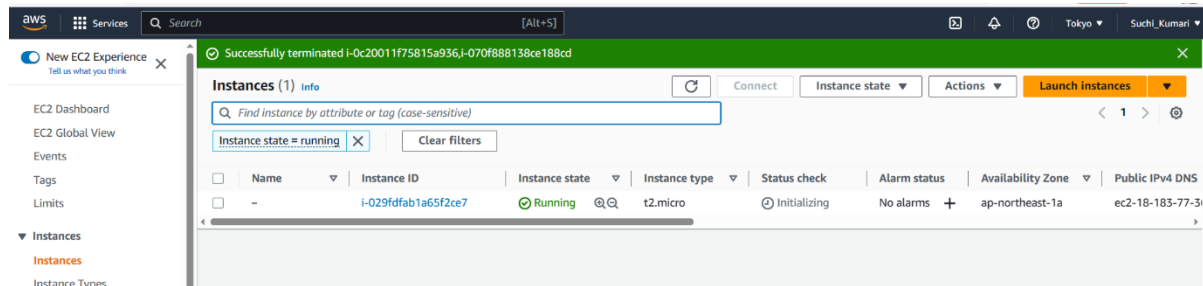 aws Services Search [Alt+S] Tokyo Suchi_Kumari
New EC2 Experience
Tell us what you think
EC2 Dashboard
EC2 Global View
Events
Tags
Limits
Instances
Instances
Instance Types
Successfully terminated i-0c20011f75815a936,i-070f888138ce188cd
Instances (1) Info Connect Instance state Actions Launch instances
Find instance by attribute or tag (case-sensitive) 1
Instance state = running Clear filters
Name Instance ID Instance state Instance type Status check Alarm status Availability Zone Public IPv4 DNS
– i-029fdfab1a65f2ce7 Running t2.micro Initializing No alarms + ap-northeast-1a ec2-18-183-77-3